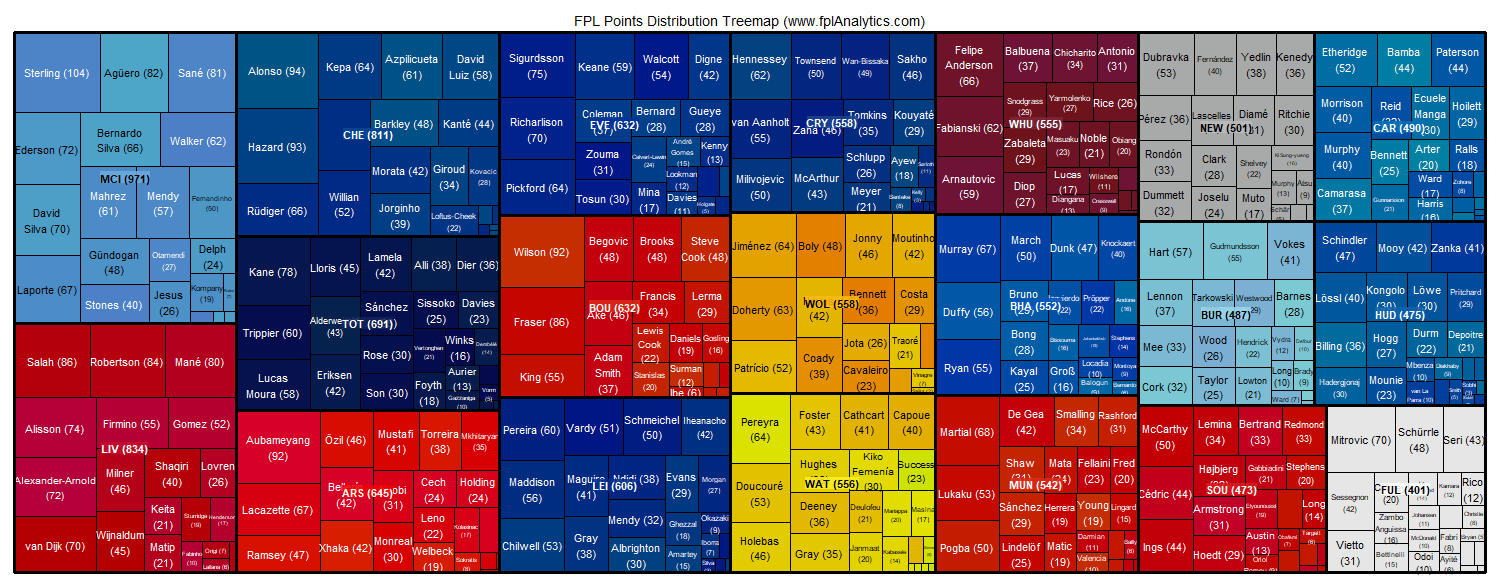 FPL Points Distribution Treemap (www.fplAnalytics.com)
Sterling (104)
Agüero (82)
Sané (81)
Ederson (72)
Bernardo
Silva (66)
Walker (62)
MCI (971)
David
Silva (70)
Mahrez
(61)
Mendy
(57)
Fernandinho
(50)
Laporte (67)
Gündogan
(48)
Otamendi
(27)
Delph
(24)
Stones (40)
Jesus
(26)
Kompany
(19)
Salah (86)
Robertson (84)
Mané (80)
Alisson (74)
Firmino (55)
Gomez (52)
LIV (834)
Alexander-Arnold
(72)
Milner
(46)
Shaqiri
(40)
Lovren
(26)
van Dijk (70)
Wijnaldum
(45)
Keita
(21)
Sturridge
(19)
Henderson
(17)
Matip
(21)
Fabinho
(10)
Origi (7)
Lallana (6)
Alonso (94)
Kepa (64)
Azpilicueta
(61)
David
Luiz (58)
Hazard (93)
Barkley (48)
Kanté (44)
CHE (811)
Morata (42)
Giroud
(34)
Kovacic
(28)
Rüdiger (66)
Willian
(52)
Jorginho
(39)
Loftus-Cheek
(22)
Kane (78)
Lloris (45)
Lamela
(42)
Alli (38)
Dier (36)
Trippier (60)
Alderwe
(43)
Sánchez
TOT (691)
Sissoko
(25)
Davies
(23)
Rose (30)
Vertonghen
(21)
Winks
(16)
Dembélé
(14)
Lucas
Moura (58)
Eriksen
(42)
Son (30)
Foyth
(18)
Aurier
(13)
Gazzaniga
(10)
Vorm
(5)
Aubameyang
(92)
Özil (46)
Mustafi
(41)
Torreira
(38)
Mkhitaryan
(35)
Lacazette (67)
ARS (645)
(31)
Cech
(24)
Holding
(24)
Leno
(22)
Kolasinac
(17)
Ramsey (47)
Xhaka (42)
Monreal
(30)
Welbeck
(19)
Sokratis
(8)
Sigurdsson
(75)
Keane (59)
Walcott
(54)
Digne
(42)
Richarlison
(70)
Coleman
(37)
EVE (632)
Bernard
(28)
Gueye
(28)
Zouma
(31)
Calvert-Lewin
(24)
André
Gomes
(15)
Kenny
(13)
Pickford (64)
Tosun (30)
Mina
(17)
Lookman
(12)
Davies
(11)
Holgate
(5)
Wilson (92)
Begovic
(48)
Brooks
(48)
Steve
Cook (48)
Fraser (86)
BOU (632)
Ake (46)
Francis
(34)
Lerma
(29)
King (55)
Adam
Smith
(37)
Lewis
Cook
(22)
Daniels
(19)
Gosling
(16)
Stanislas
(20)
Surman
(12)
Ibe (6)
Pereira (60)
Vardy (51)
Schmeichel
(50)
Iheanacho
(42)
Maddison
(56)
Maguire
(41)
LEI (606)
Ndidi (38)
Evans
(29)
Morgan
(27)
Chilwell (53)
Gray
(38)
Mendy (32)
Ghezzal
(18)
Okazaki
(9)
Albrighton
(30)
Amartey
(15)
Iborra
(7)
Silva
(3)
Hennessey
(62)
Townsend
(50)
Wan-Bissaka
(49)
Sakho
(46)
van Aanholt
(55)
Zaha (46)
CRY (558)
Tomkins
(35)
Kouyaté
(29)
Milivojevic
(50)
McArthur
(43)
Schlupp
(26)
Ayew
(18)
Sørloth
(11)
Meyer
(21)
Benteke
(8)
Kelly
(3)
Jiménez (64)
Boly (48)
Jonny
(46)
Moutinho
(42)
Doherty (63)
WOL (558)
(42)
Bennett
(36)
Costa
(29)
Patrício (52)
Coady
(39)
Jota (26)
Traoré
(21)
Cavaleiro
(23)
Vinagre
(7)
Pereyra
(64)
Foster
(43)
Cathcart
(41)
Capoue
(40)
Doucouré
(53)
Hughes
WAT (556)
Kiko
Femenía
(30)
Success
(23)
Deeney
(36)
Deulofeu
(21)
Mariappa
(20)
Masina
(17)
Holebas
(46)
Gray (35)
Janmaat
(20)
Kabasele
(14)
Felipe
Anderson
(66)
Balbuena
(37)
Chicharito
(34)
Antonio
(31)
Fabianski (62)
Snodgrass
(29)
Yarmolenko
(27)
Rice (26)
WHU (555)
Zabaleta
(29)
Masuaku
(23)
Noble
(21)
Obiang
(20)
Arnautovic
(59)
Diop
(27)
Lucas
(17)
Wilshere
(11)
Diangana
(13)
Cresswell
(9)
Murray (67)
March
(50)
Dunk (47)
Knockaert
(40)
Duffy (56)
Bruno
BHA (552)
Izquierdo
(22)
Pröpper
(22)
Andone
(16)
Bong
(28)
Bissouma
(16)
Stephens
(14)
Ryan (55)
Kayal
(25)
Groß
(16)
Locadia
(10)
Montoya
(9)
Balogun
Bernardo
Martial (68)
De Gea
(42)
Smalling
(34)
Rashford
(31)
Lukaku (53)
Shaw
MUN (542)
Mata
(24)
Fellaini
(23)
Fred
(20)
Sánchez
(29)
Herrera
(19)
Young
(19)
Lingard
(15)
Pogba (50)
Lindelöf
(25)
Matic
(19)
Darmian
(11)
Bailly
(6)
Valencia
(10)
Dubravka
(53)
Fernández
(40)
Yedlin
(38)
Kenedy
(36)
Pérez (36)
Lascelles
NEW (501)
Diamé
(31)
Ritchie
(30)
Rondón
(33)
Clark
(28)
Shelvey
(22)
Ki Sung-yueng
(16)
Dummett
(32)
Joselu
(24)
Muto
(17)
Murphy
(13)
Atsu
(9)
Schär
(5)
Hart (57)
Gudmundsson
(55)
Vokes
(41)
Lennon
(37)
Tarkowski
BUR (487)
Westwood
(29)
Barnes
(28)
Mee (33)
Wood
(26)
Hendrick
(22)
Vydra
(12)
Defour
(10)
Cork (32)
Taylor
(25)
Lowton
(21)
Long
(10)
Brady
(9)
Ward (7)
McCarthy
(50)
Lemina
(34)
Bertrand
(33)
Redmond
(33)
Cédric (44)
Højbjerg
SOU (473)
Gabbiadini
(21)
Stephens
(20)
Armstrong
(31)
Elyounoussi
(19)
Long
(14)
Ings (44)
Hoedt (29)
Austin
(13)
Obafemi
(7)
Targett
(6)
Oriol
Romeu (9)
Etheridge
(52)
Bamba
(44)
Paterson
(44)
Morrison
(40)
Reid
CAR (490)
Ecuele
Manga
(30)
Hoilett
(29)
Murphy
(40)
Bennett
(25)
Arter
(20)
Ralls
(18)
Camarasa
(37)
Gunnarsson
(21)
Ward
(17)
Zohore
(8)
Harris
(16)
Schindler
(47)
Mooy (42)
Zanka (41)
Lössl (40)
Kongolo
(30)
Löwe
(30)
Pritchard
(29)
HUD (475)
Billing (36)
Hogg
(27)
Durm
(22)
Depoitre
(21)
Hadergjonaj
(31)
Mounie
(23)
Mbenza
(10)
Diakhaby
(9)
van La
Parra (10)
Smith
(5)
Sobhi
(3)
Mitrovic (70)
Schürrle
(48)
Seri (43)
Sessegnon
(42)
FUL (401)
(20)
Kamara
(12)
Rico
(12)
Zambo
Anguissa
(16)
Johansen
(11)
Christie
(8)
Vietto
(31)
Bettinelli
(15)
McDonald
(10)
Fabri
(8)
Bryan (5)
Odoi
(10)
Ayité
(6)